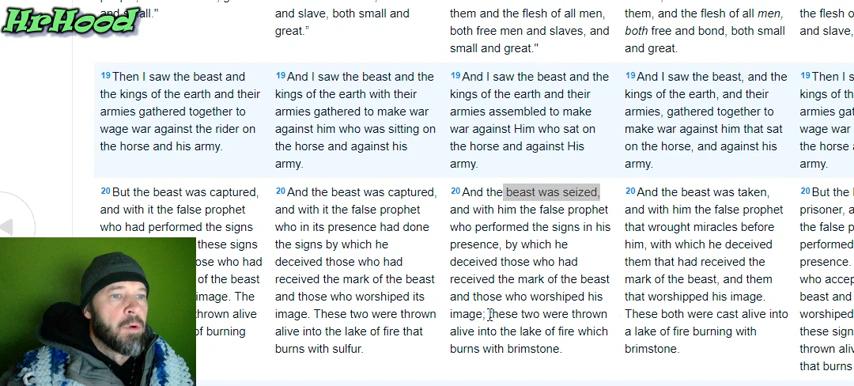 HrHood
and small."
and slave, both small and
great."
them and the flesh of all men,
both free men and slaves, and
small and great."
them, and the flesh of all men,
both free and bond, both small
and great.
the flesh o
and slave,
19 Then I saw the beast and
the kings of the earth and their
armies gathered together to
wage war against the rider on
the horse and his army.
19 And I saw the beast and the
kings of the earth with their
armies gathered to make war
against him who was sitting on
the horse and against his
army.
19 And I saw the beast and the
kings of the earth and their
armies assembled to make
war against Him who sat on
the horse and against His
army.
19 And I saw the beast, and the
kings of the earth, and their
armies, gathered together to
make war against him that sat
on the horse, and against his
army.
19 Then I s
kings of th
armies gat
wage war
the horse a
20 But the beast was captured,
and with it the false prophet
who had performed the signs
these signs
ose who had
of the beast
image. The
thrown alive
of burning
20 And the beast was captured,
and with it the false prophet
who in its presence had done
the signs by which he
deceived those who had
received the mark of the beast
and those who worshiped its
image. These two were thrown
alive into the lake of fire that
burns with sulfur.
20 And the beast was seized,
and with him the false prophet
who performed the signs in his
presence, by which he
deceived those who had
received the mark of the beast
and those who worshiped his
image; these two were thrown
alive into the lake of fire which
burns with brimstone.
20 And the beast was taken,
and with him the false prophet
that wrought miracles before
him, with which he deceived
them that had received the
mark of the beast, and them
that worshipped his image.
These both were cast alive into
a lake of fire burning with
brimstone.
20 But the l
prisoner, a
the false p
performed
presence.
who accep
beast and
worshiped
these sign
thrown aliv
that burns